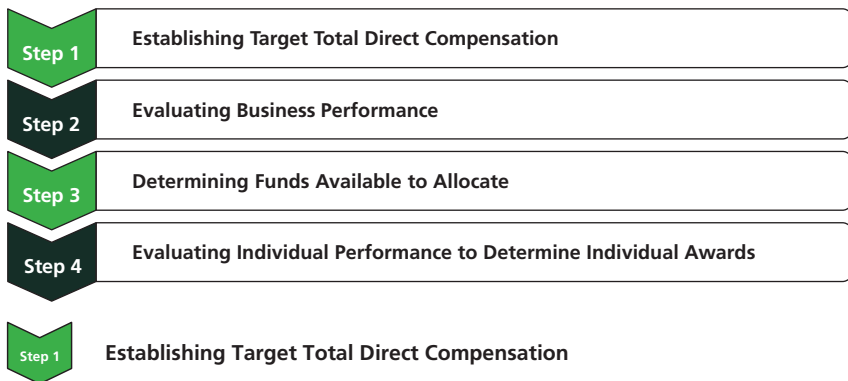 Step 1 Establishing Target Total Direct Compensation
Step 2 Evaluating Business Performance
Step 3 Determining Funds Available to Allocate
Step 4 Evaluating Individual Performance to Determine Individual Awards
Step 1 Establishing Target Total Direct Compensation